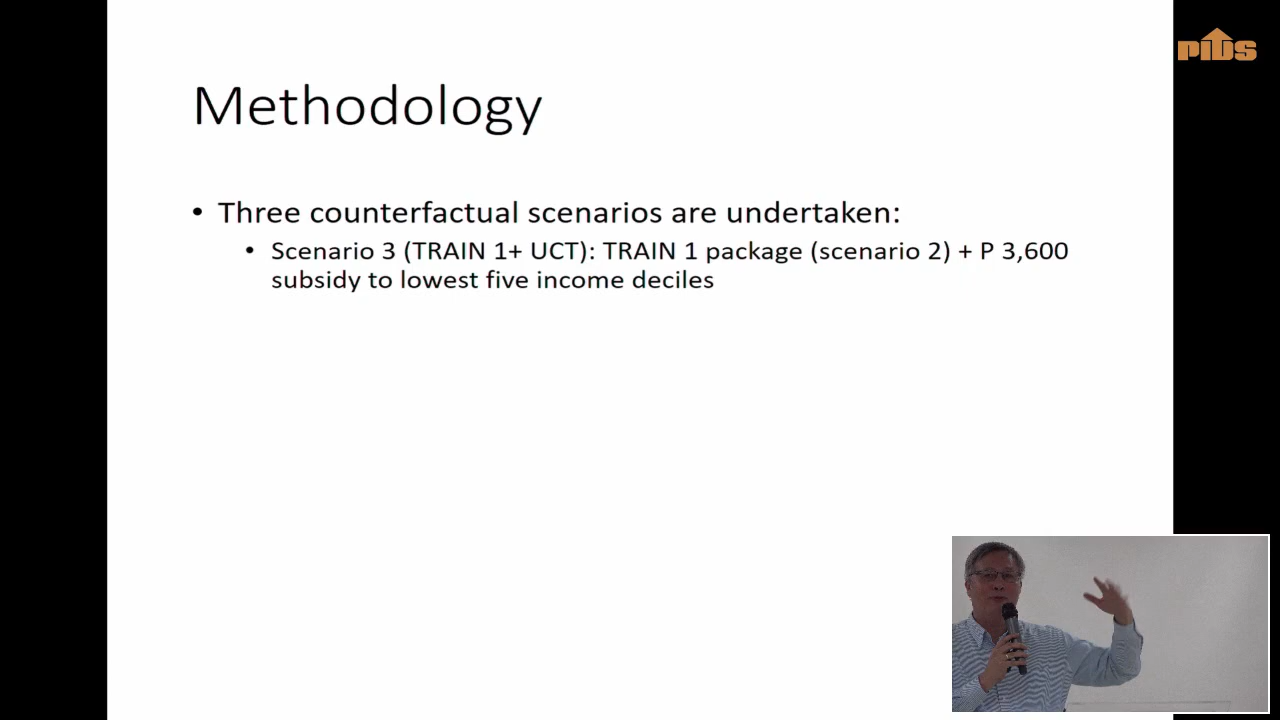 PIDS
Methodology
• Three counterfactual scenarios are undertaken:
• Scenario 3 (TRAIN 1+ UCT): TRAIN 1 package (scenario 2) + P 3,600
subsidy to lowest five income deciles